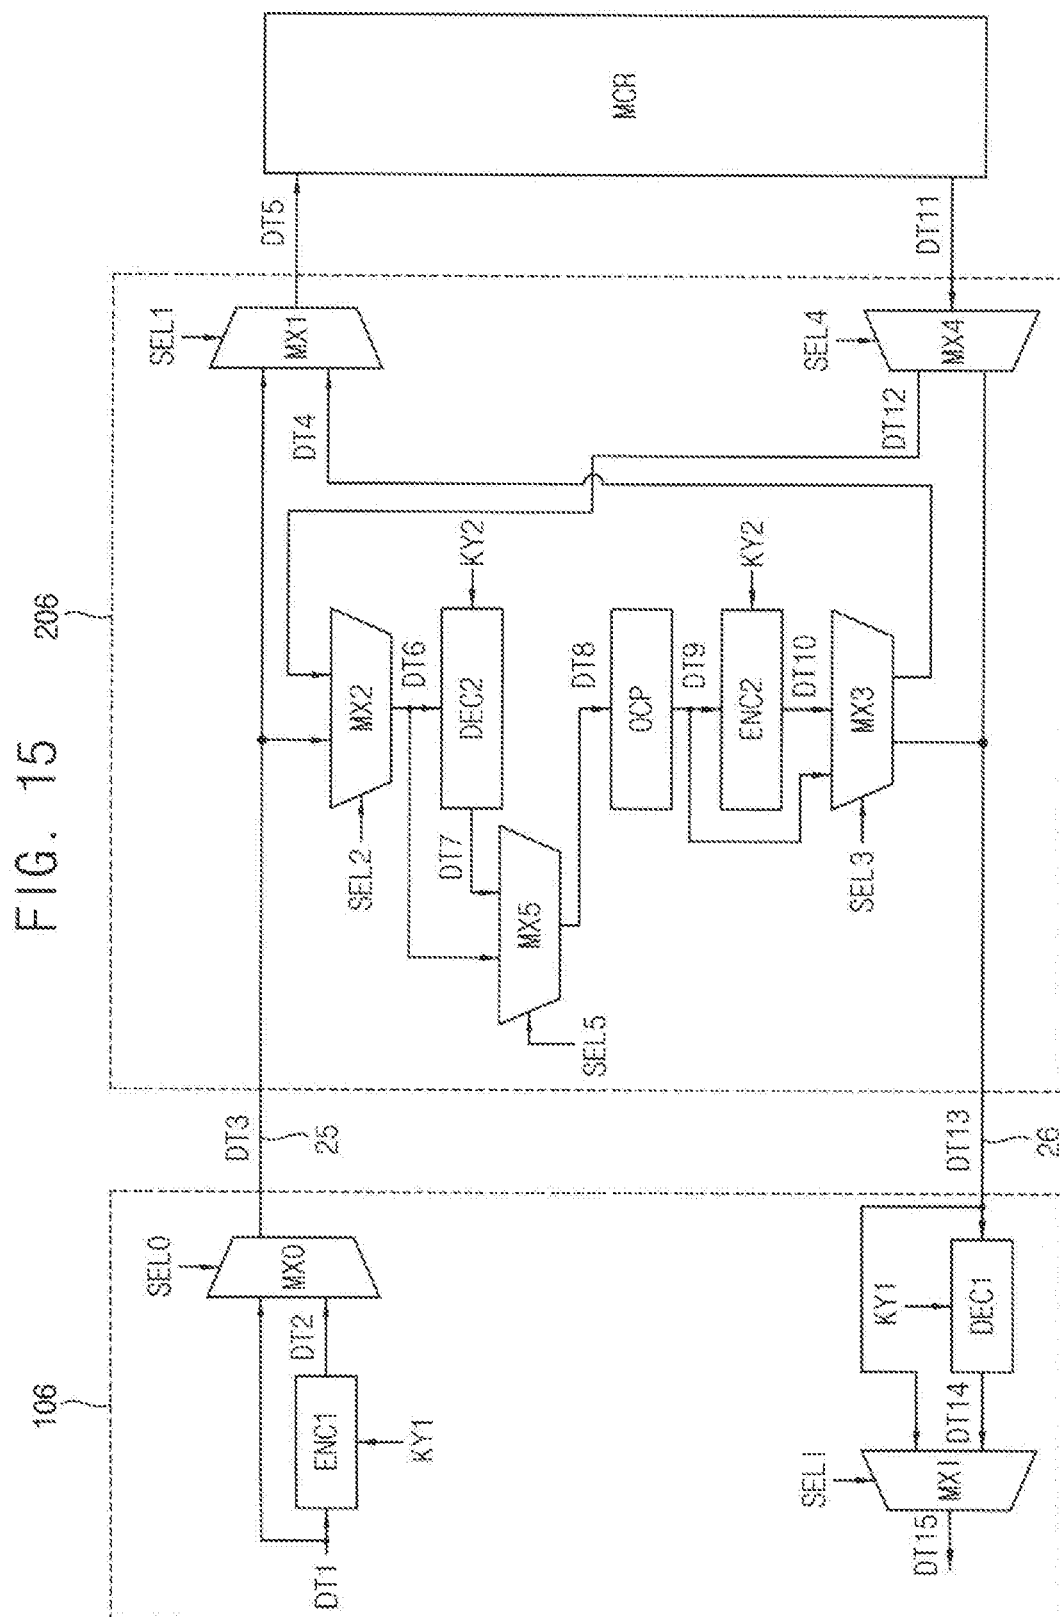 FIG. 15
106
206
SEL0
MX0
DT1
ENC1
KY1
DT2
DT3
25
SEL1
MX1
DT4
DT5
MCR
SEL2
MX2
DT6
DEC2
KY2
DT7
SEL5
MX5
DT8
OCP
DT9
ENC2
KY2
DT10
SEL3
MX3
SEL4
MX4
DT11
DT12
DT13
26
KY1
DEC1
DT14
SELI
MXI
DT15